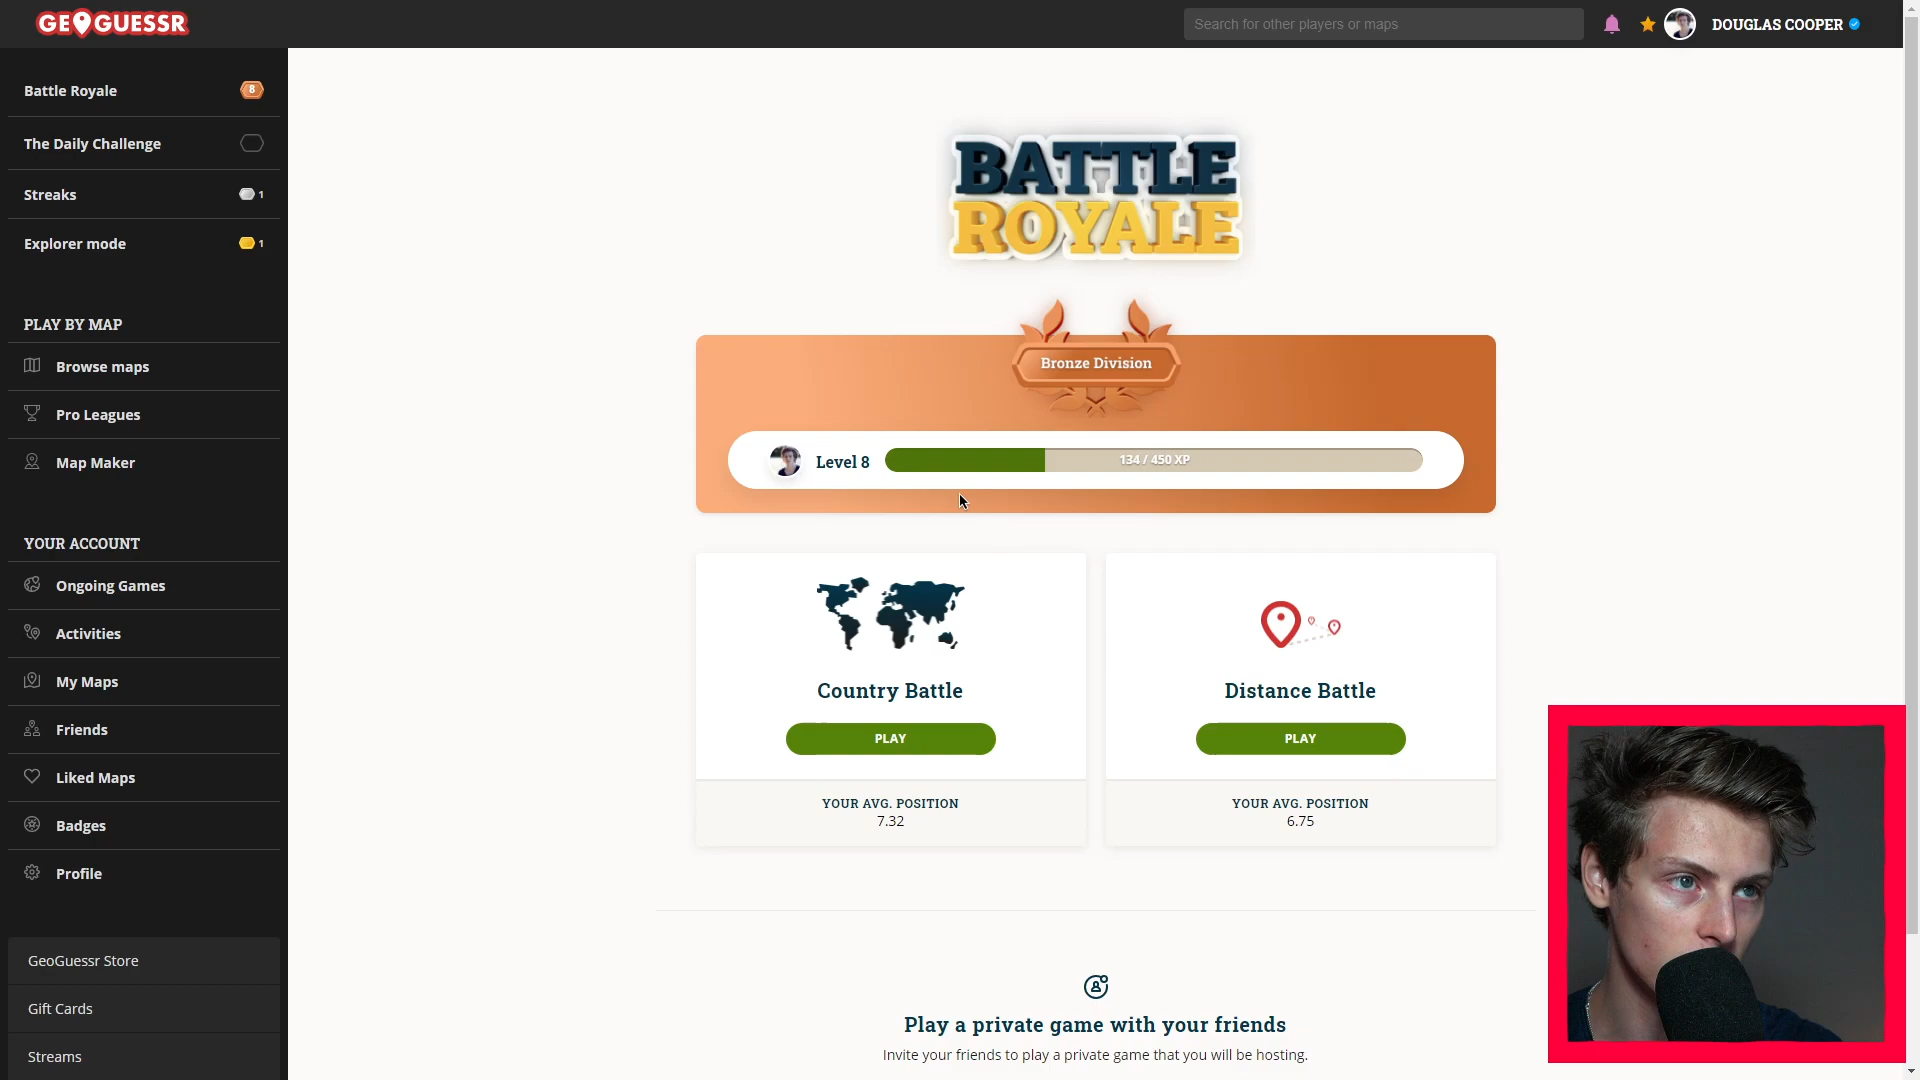 GEOGUESSR
Search for other players or maps
DOUGLAS COOPER
Battle Royale
8
The Daily Challenge
Streaks
1
Explorer mode
1
PLAY BY MAP
Browse maps
Pro Leagues
Map Maker
YOUR ACCOUNT
Ongoing Games
Activities
My Maps
Friends
Liked Maps
Badges
Profile
GeoGuessr Store
Gift Cards
Streams
BATTLE
ROYALE
Bronze Division
Level 8
134 / 450 XP
Country Battle
PLAY
YOUR AVG. POSITION
7.32
Distance Battle
PLAY
YOUR AVG. POSITION
6.75
Play a private game with your friends
Invite your friends to play a private game that you will be hosting.